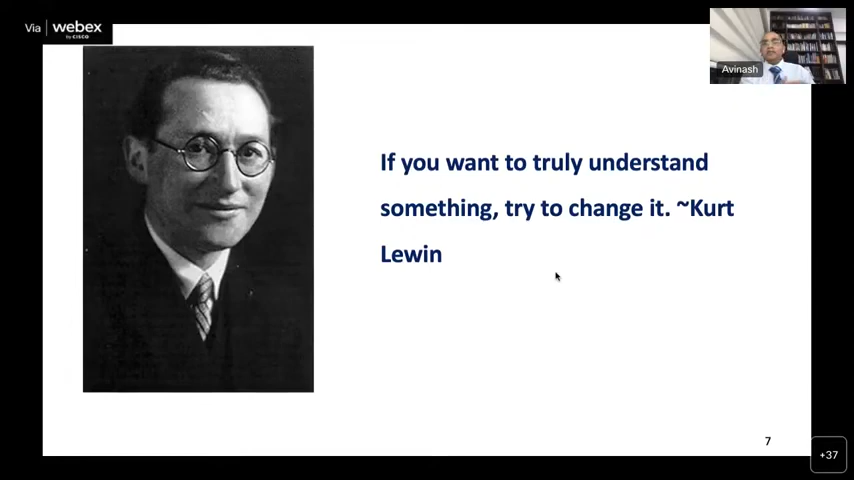 Via webex
by CISCO
Avinash
If you want to truly understand
something, try to change it. ~Kurt
Lewin
7
+37